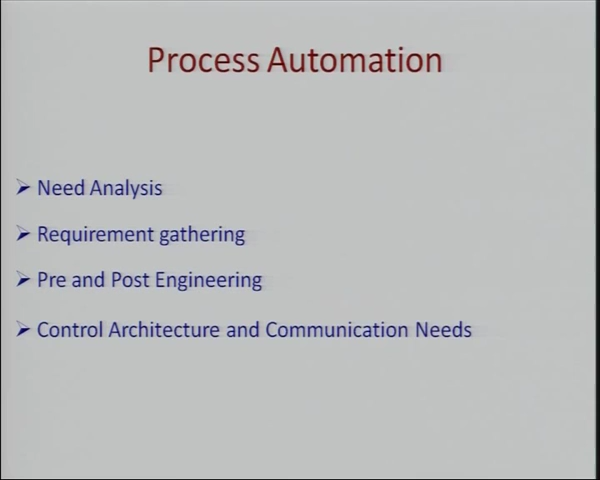 Process Automation
➢ Need Analysis
➢ Requirement gathering
➢ Pre and Post Engineering
➢ Control Architecture and Communication Needs